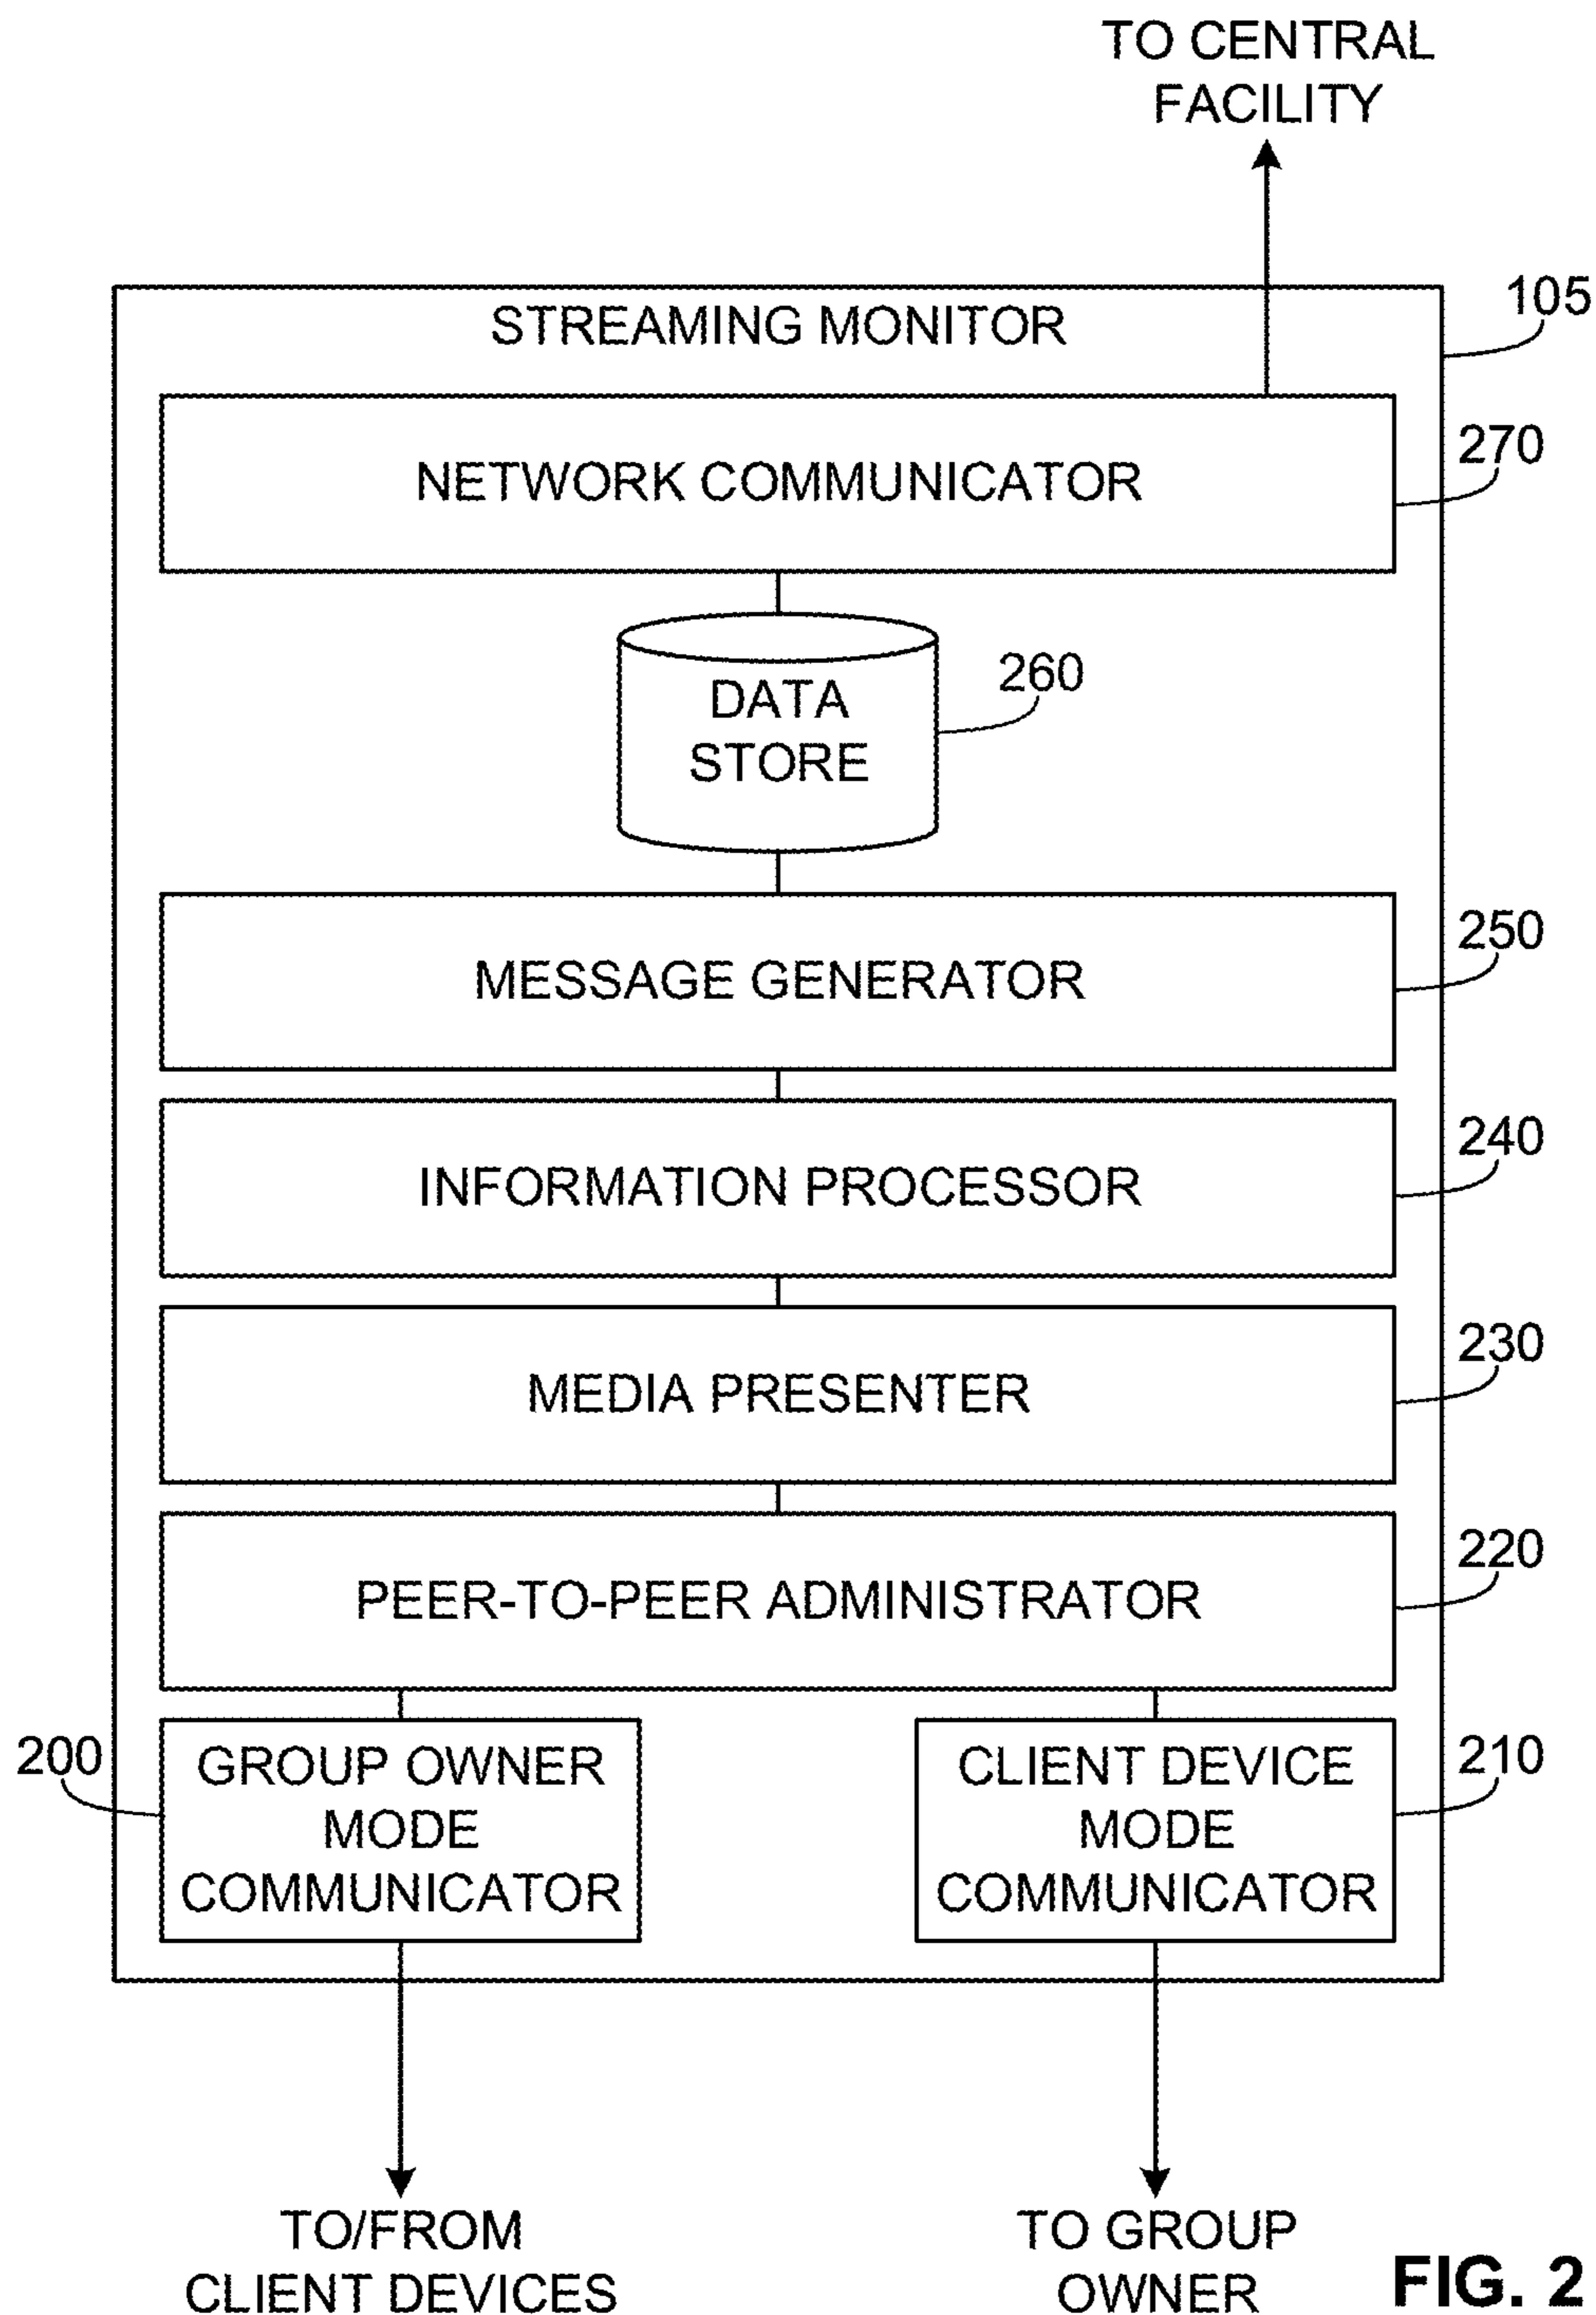 TO CENTRAL
FACILITY
STREAMING MONITOR
105
NETWORK COMMUNICATOR
270
DATA
STORE
260
MESSAGE GENERATOR
250
INFORMATION PROCESSOR
240
MEDIA PRESENTER
230
PEER-TO-PEER ADMINISTRATOR
220
200
GROUP OWNER
MODE
COMMUNICATOR
CLIENT DEVICE
MODE
COMMUNICATOR
210
TO/FROM
CLIENT DEVICES
TO GROUP
OWNER
FIG. 2